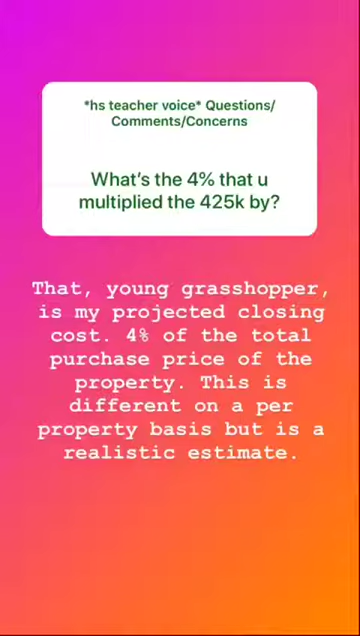 *hs teacher voice* Questions/
Comments/Concerns
What's the 4% that u
multiplied the 425k by?
That, young grasshopper,
is my projected closing
cost. 4% of the total
purchase price of the
property. This is
different on a per
property basis but is a
realistic estimate.